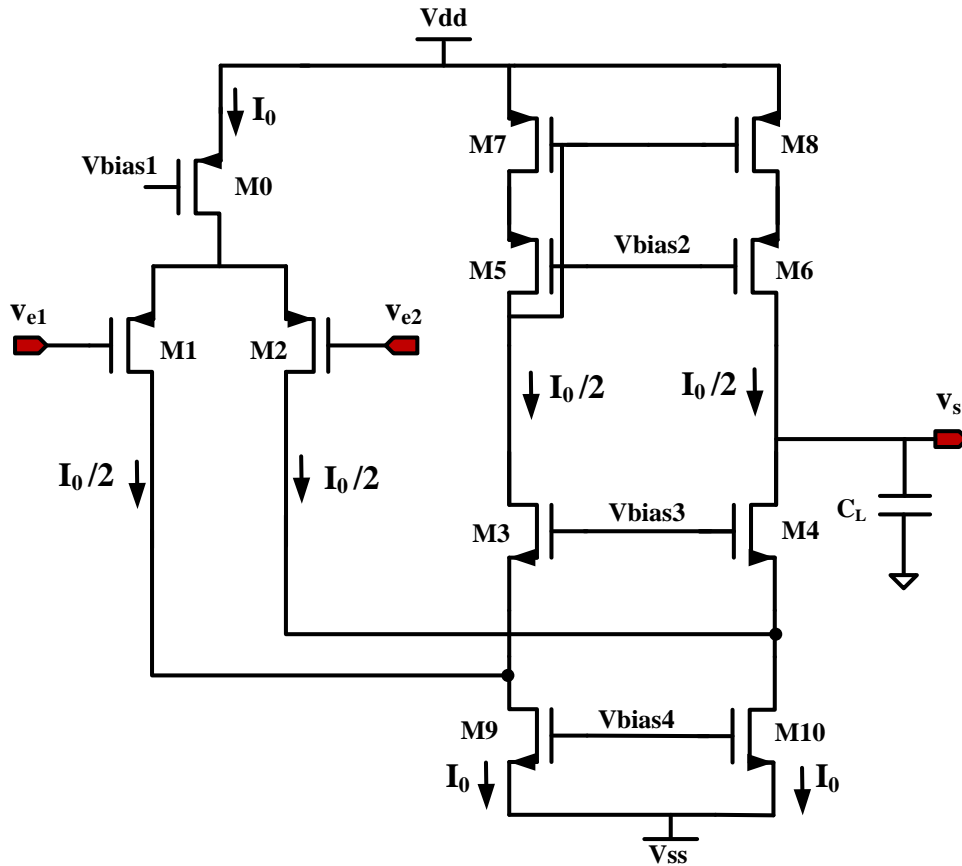 Vdd
I₀
M7
M8
Vbias1
M0
M5
Vbias2
M6
vₑ₁
vₑ₂
M1
M2
I₀/2
I₀/2
vₛ
I₀/2
I₀/2
M3
Vbias3
M4
C_L
M9
Vbias4
M10
I₀
I₀
Vss